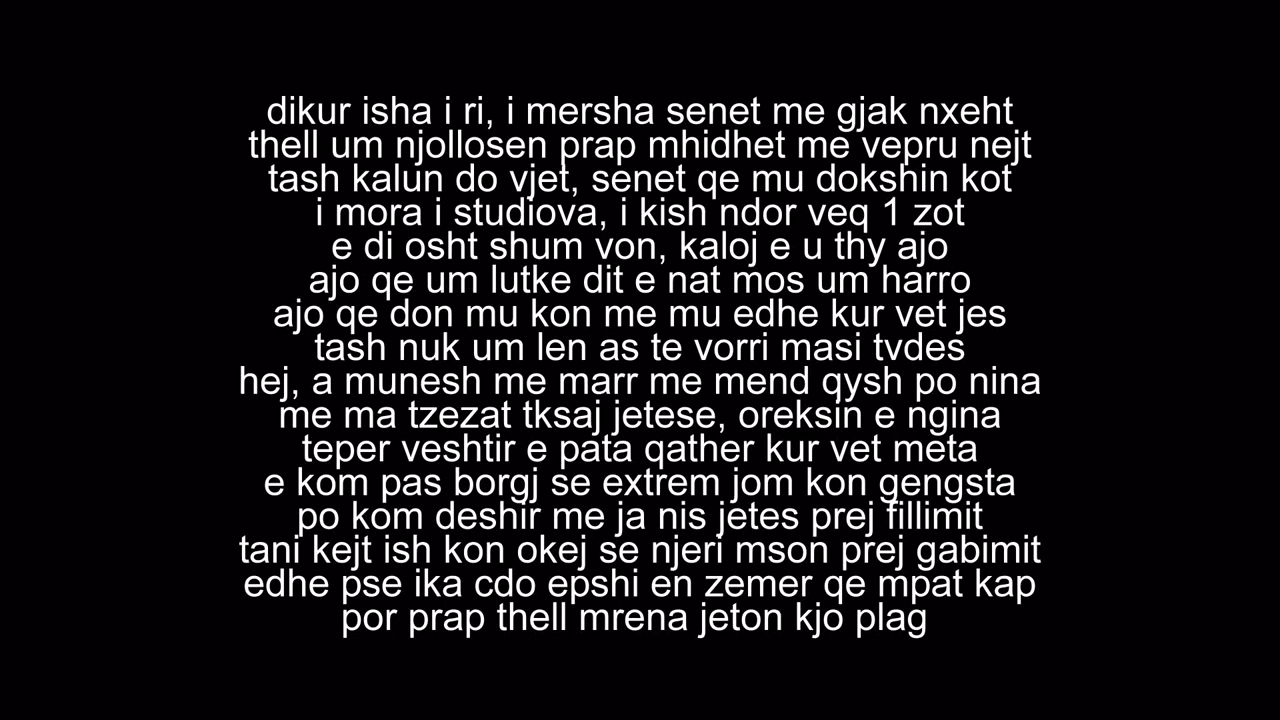 dikur isha i ri, i mersha senet me gjak nxeht
thell um njollosen prap mhidhet me vepru nejt
tash kalun do vjet, senet qe mu dokshin kot
i mora i studiova, i kish ndor veq 1 zot
e di osht shum von, kaloj e u thy ajo
ajo qe um lutke dit e nat mos um harro
ajo qe don mu kon me mu edhe kur vet jes
tash nuk um len as te vorri masi tvdes
hej, a munesh me marr me mend qysh po nina
me ma tzezat tksaj jetese, oreksin e ngina
teper veshtir e pata qather kur vet meta
e kom pas borgj se extrem jom kon gengsta
po kom deshir me ja nis jetes prej fillimit
tani kejt ish kon okej se njeri mson prej gabimit
edhe pse ika cdo epshi en zemer qe mpat kap
por prap thell mrena jeton kjo plag